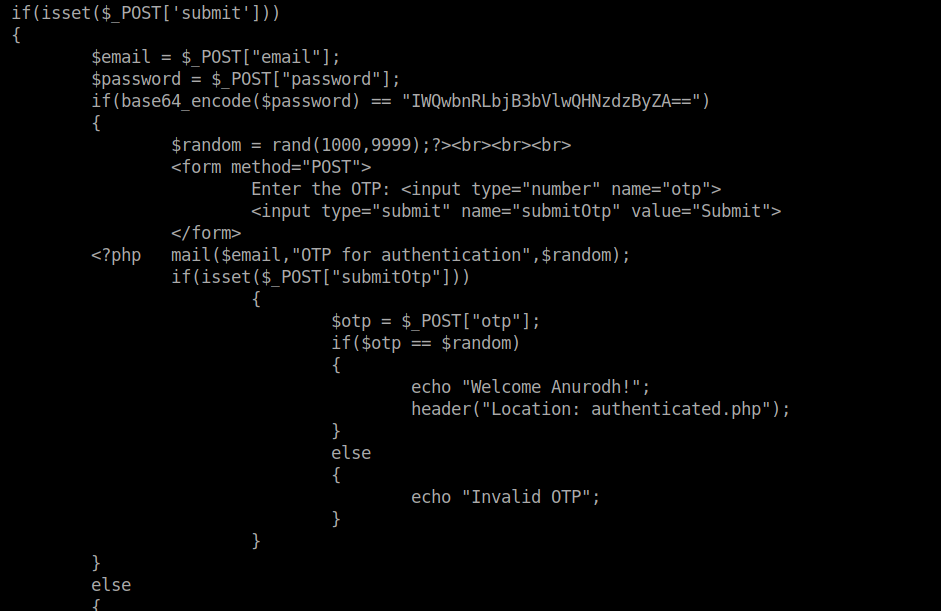 if(isset($_POST['submit']))
{
$email = $_POST["email"];
$password = $_POST["password"];
if(base64_encode($password) == "IWQwbnRLbjB3bVlwQHNzdzByZA==")
{
$random = rand(1000,9999);?><br><br><br>
<form method="POST">
Enter the OTP: <input type="number" name="otp">
<input type="submit" name="submitOtp" value="Submit">
</form>
<?php mail($email,"OTP for authentication",$random);
if(isset($_POST["submitOtp"]))
{
$otp = $_POST["otp"];
if($otp == $random)
{
echo "Welcome Anurodh!";
header("Location: authenticated.php");
}
else
{
echo "Invalid OTP";
}
}
}
else
{